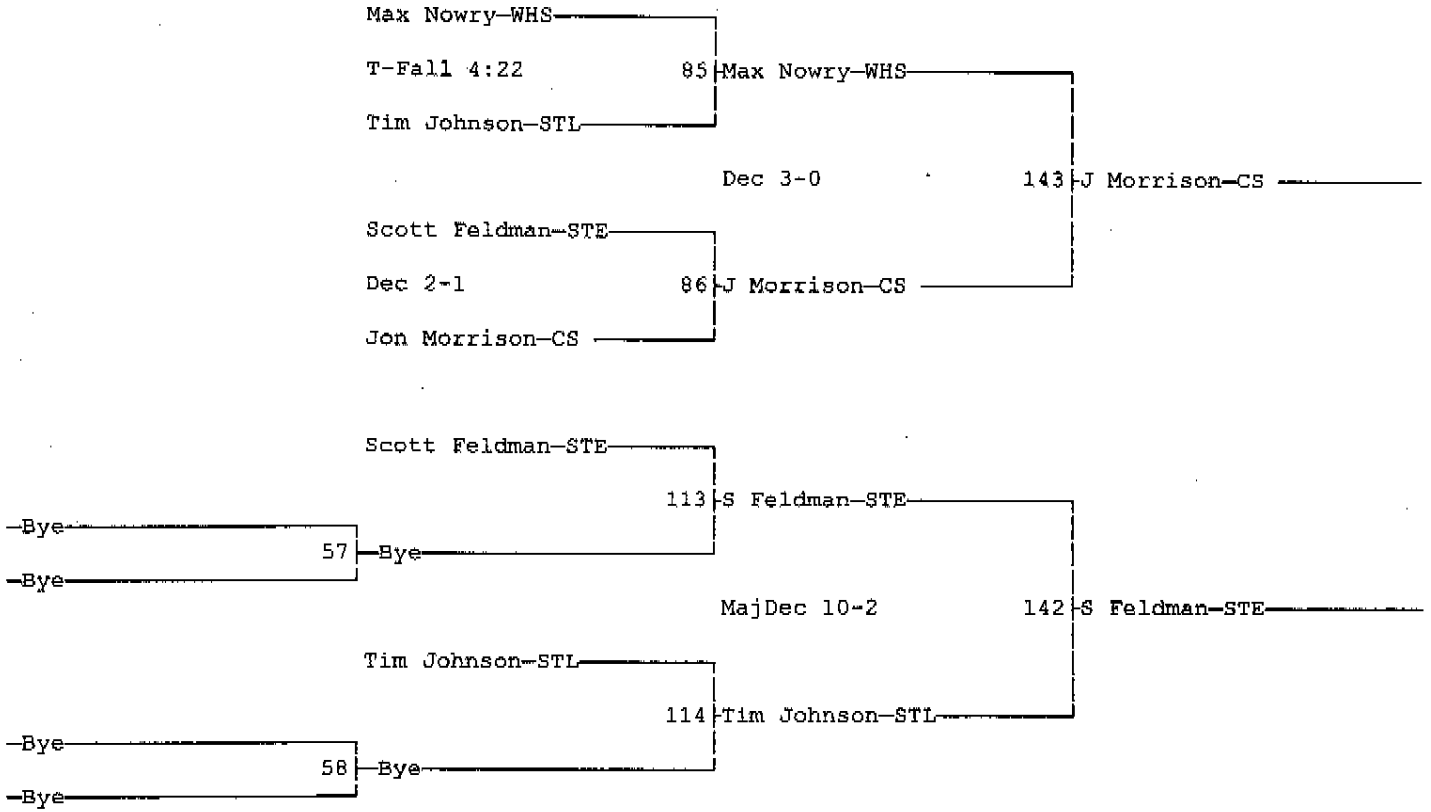 Max Nowry—WHS
T-Fall 4:22
85 Max Nowry—WHS
Tim Johnson—STL
Dec 3-0
143 J Morrison—CS
Scott Feldman—STE
Dec 2-1
86 J Morrison—CS
Jon Morrison—CS
Scott Feldman—STE
113 S Feldman—STE
—Bye
57 —Bye
—Bye
MajDec 10-2
142 S Feldman—STE
Tim Johnson—STL
114 Tim Johnson—STL
—Bye
58 —Bye
—Bye